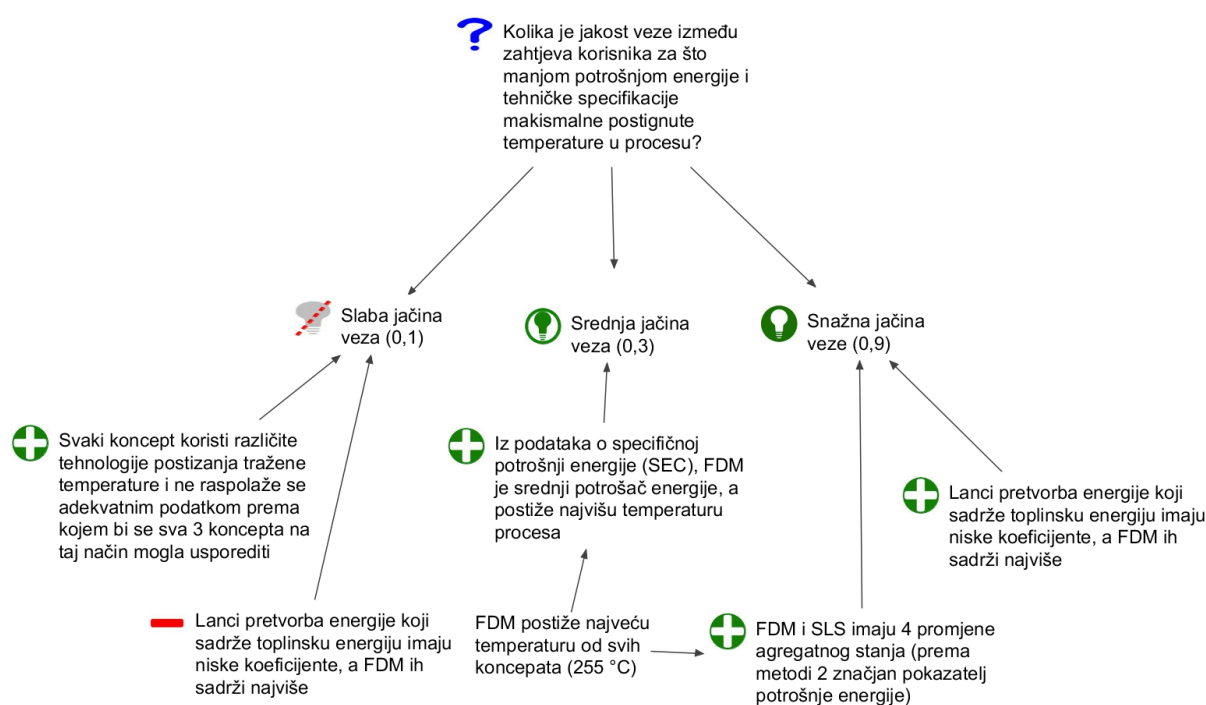 Kolika je jakost veze između
zahtjeva korisnika za što
manjom potrošnjom energije i
tehničke specifikacije
makismalne postignute
temperature u procesu?
Slaba jačina
veza (0,1)
Srednja jačina
veza (0,3)
Snažna jačina
veze (0,9)
Svaki koncept koristi različite
tehnologije postizanja tražene
temperature i ne raspolaže se
adekvatnim podatkom prema
kojem bi se sva 3 koncepta na
taj način mogla usporediti
Iz podataka o specifičnoj
potrošnji energije (SEC), FDM
je srednji potrošač energije, a
postiže najvišu temperaturu
procesa
Lanci pretvorba energije koji
sadrže toplinsku energiju imaju
niske koeficijente, a FDM ih
sadrži najviše
Lanci pretvorba energije koji
sadrže toplinsku energiju imaju
niske koeficijente, a FDM ih
sadrži najviše
FDM postiže najveću
temperaturu od svih
koncepata (255 °C)
FDM i SLS imaju 4 promjene
agregatnog stanja (prema
metodi 2 značjan pokazatelj
potrošnje energije)